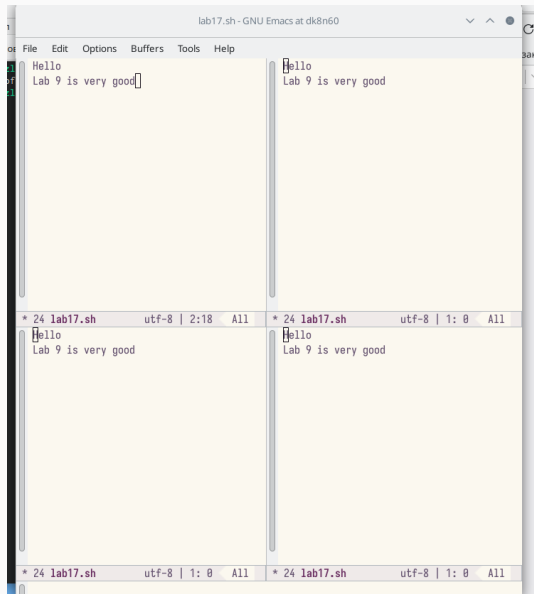 lab17.sh - GNU Emacs at dk8n60
File Edit Options Buffers Tools Help
Hello
Lab 9 is very good
* 24 lab17.sh utf-8 | 2:18 All
Hello
Lab 9 is very good
* 24 lab17.sh utf-8 | 1: 0 All
Hello
Lab 9 is very good
* 24 lab17.sh utf-8 | 1: 0 All
Hello
Lab 9 is very good
* 24 lab17.sh utf-8 | 1: 0 All